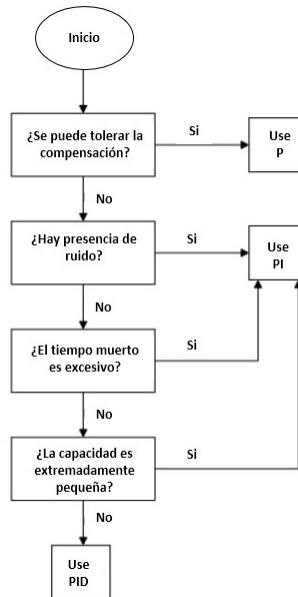 Inicio
¿Se puede tolerar la
compensación?
Si
Use
P
No
¿Hay presencia de
ruido?
Si
Use
PI
No
¿El tiempo muerto
es excesivo?
Si
No
¿La capacidad es
extremadamente
pequeña?
Si
No
Use
PID